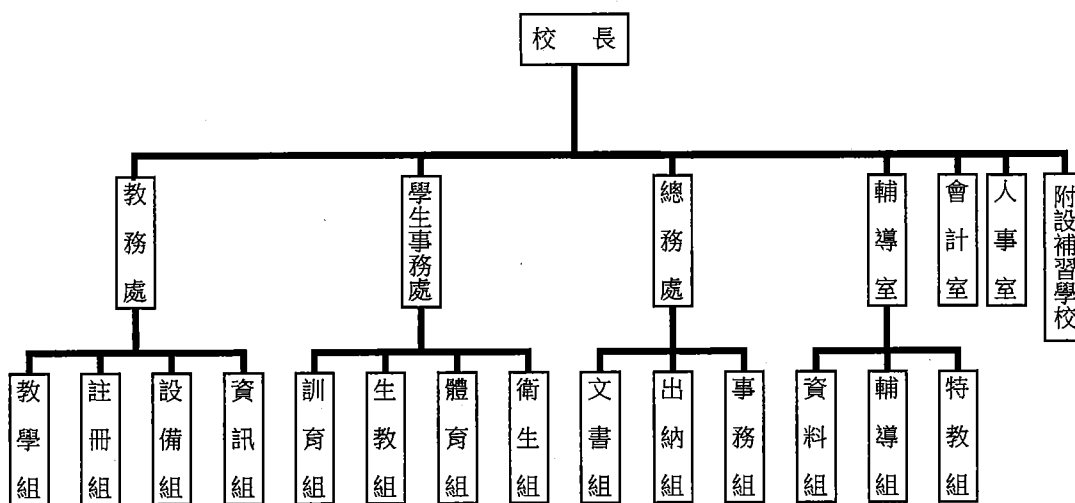 校長
教務處
學生事務處
總務處
輔導室
會計室
人事室
附設補習學校
教學組
註冊組
設備組
資訊組
訓育組
生教組
體育組
衛生組
文書組
出納組
事務組
資料組
輔導組
特教組